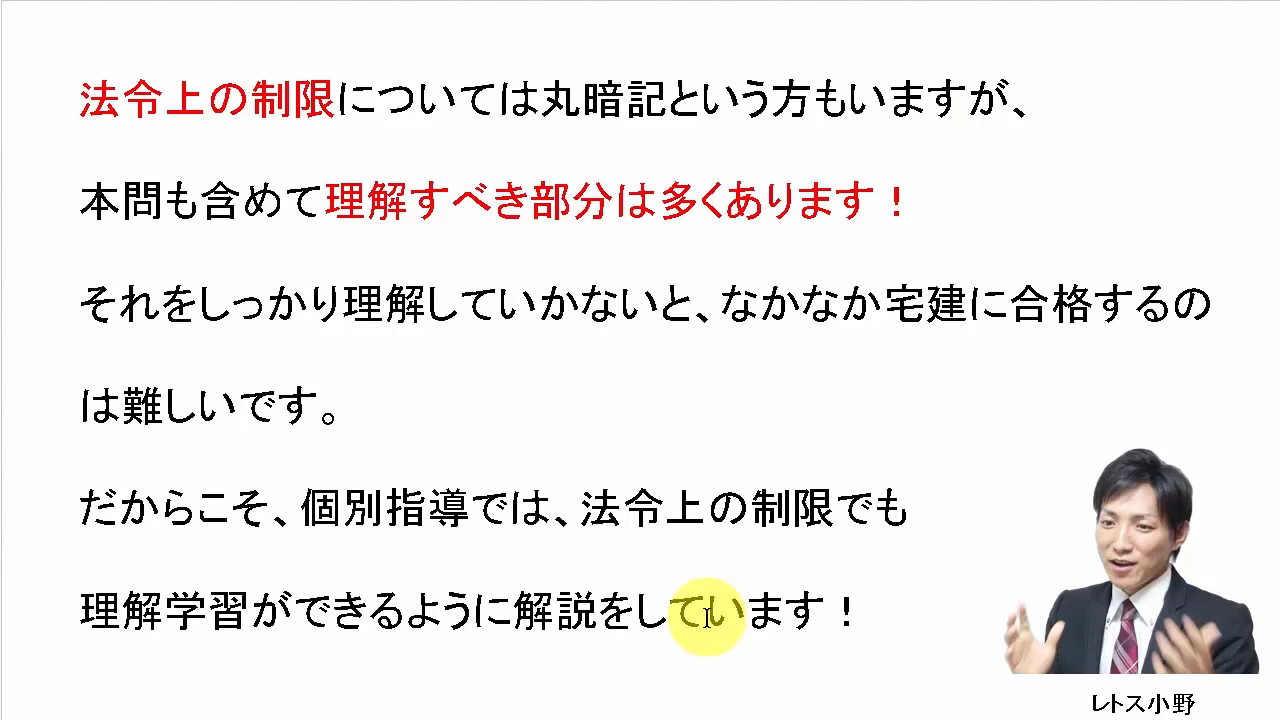 法令上の制限については丸暗記という方もいますが、
本問も含めて理解すべき部分は多くあります！
それをしっかり理解していかないと、なかなか宅建に合格するの
は難しいです。
だからこそ、個別指導では、法令上の制限でも
理解学習ができるように解説をしています！
レトス小野